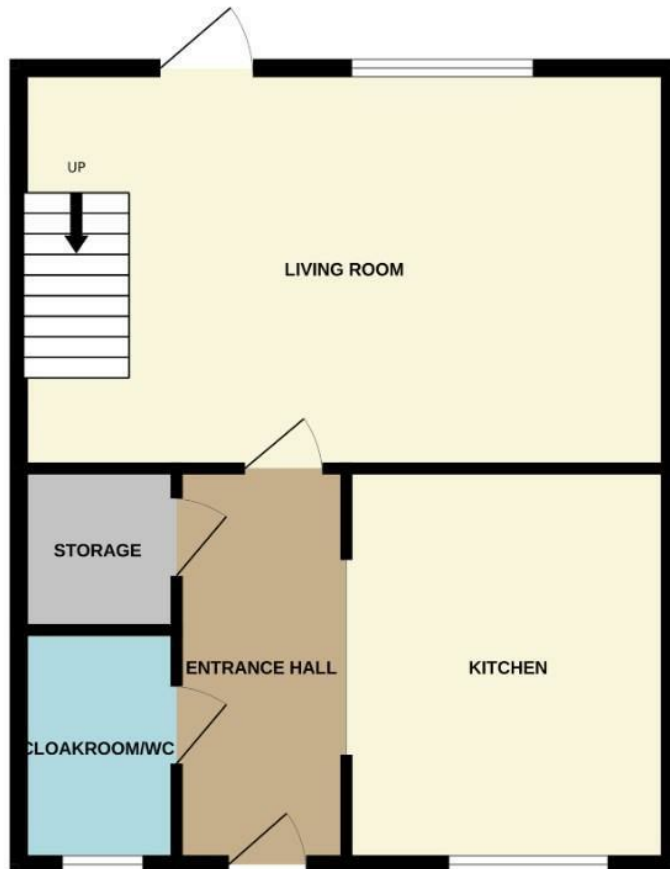 UP
LIVING ROOM
STORAGE
ENTRANCE HALL
KITCHEN
CLOAKROOM/WC